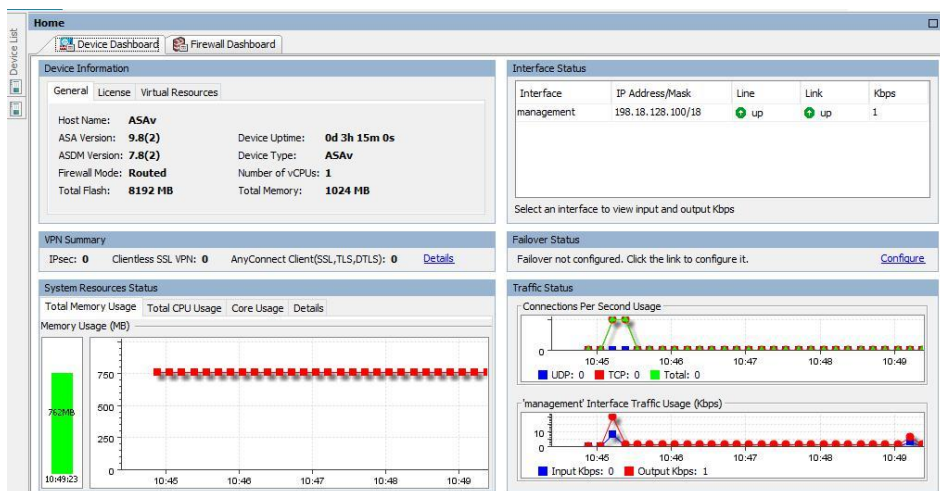 Device List
Home
Device Dashboard Firewall Dashboard
Device Information
General License Virtual Resources
Host Name: ASAv
ASA Version: 9.8(2) Device Uptime: 0d 3h 15m 0s
ASDM Version: 7.8(2) Device Type: ASAv
Firewall Mode: Routed Number of vCPUs: 1
Total Flash: 8192 MB Total Memory: 1024 MB
Interface Status
Interface IP Address/Mask Line Link Kbps
management 198.18.128.100/18 up up 1
Select an interface to view input and output Kbps
VPN Summary
IPsec: 0 Clientless SSL VPN: 0 AnyConnect Client(SSL,TLS,DTLS): 0 Details
Failover Status
Failover not configured. Click the link to configure it. Configure
System Resources Status
Total Memory Usage Total CPU Usage Core Usage Details
Memory Usage (MB)
762MB
10:49:23
750
500
250
0
10:45 10:46 10:47 10:48 10:49
Traffic Status
Connections Per Second Usage
0
10:45 10:46 10:47 10:48 10:49
UDP: 0 TCP: 0 Total: 0
'management' Interface Traffic Usage (Kbps)
10
0
10:45 10:46 10:47 10:48 10:49
Input Kbps: 0 Output Kbps: 1